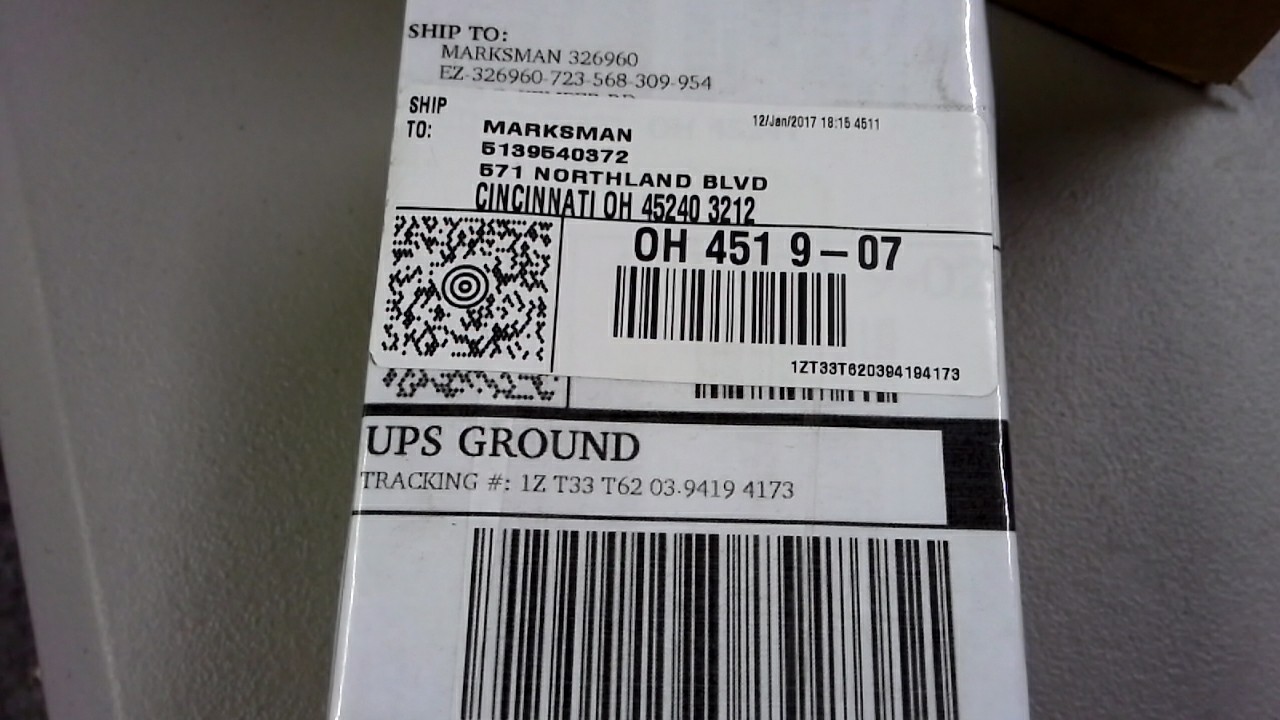 SHIP TO:
MARKSMAN 326960
EZ-326960-723-568-309-954
SHIP
TO:
12/Jan/2017 18:15 4511
MARKSMAN
5139540372
571 NORTHLAND BLVD
CINCINNATI OH 45240 3212
OH 451 9-07
1ZT33T620394194173
UPS GROUND
TRACKING #: 1Z T33 T62 03 9419 4173